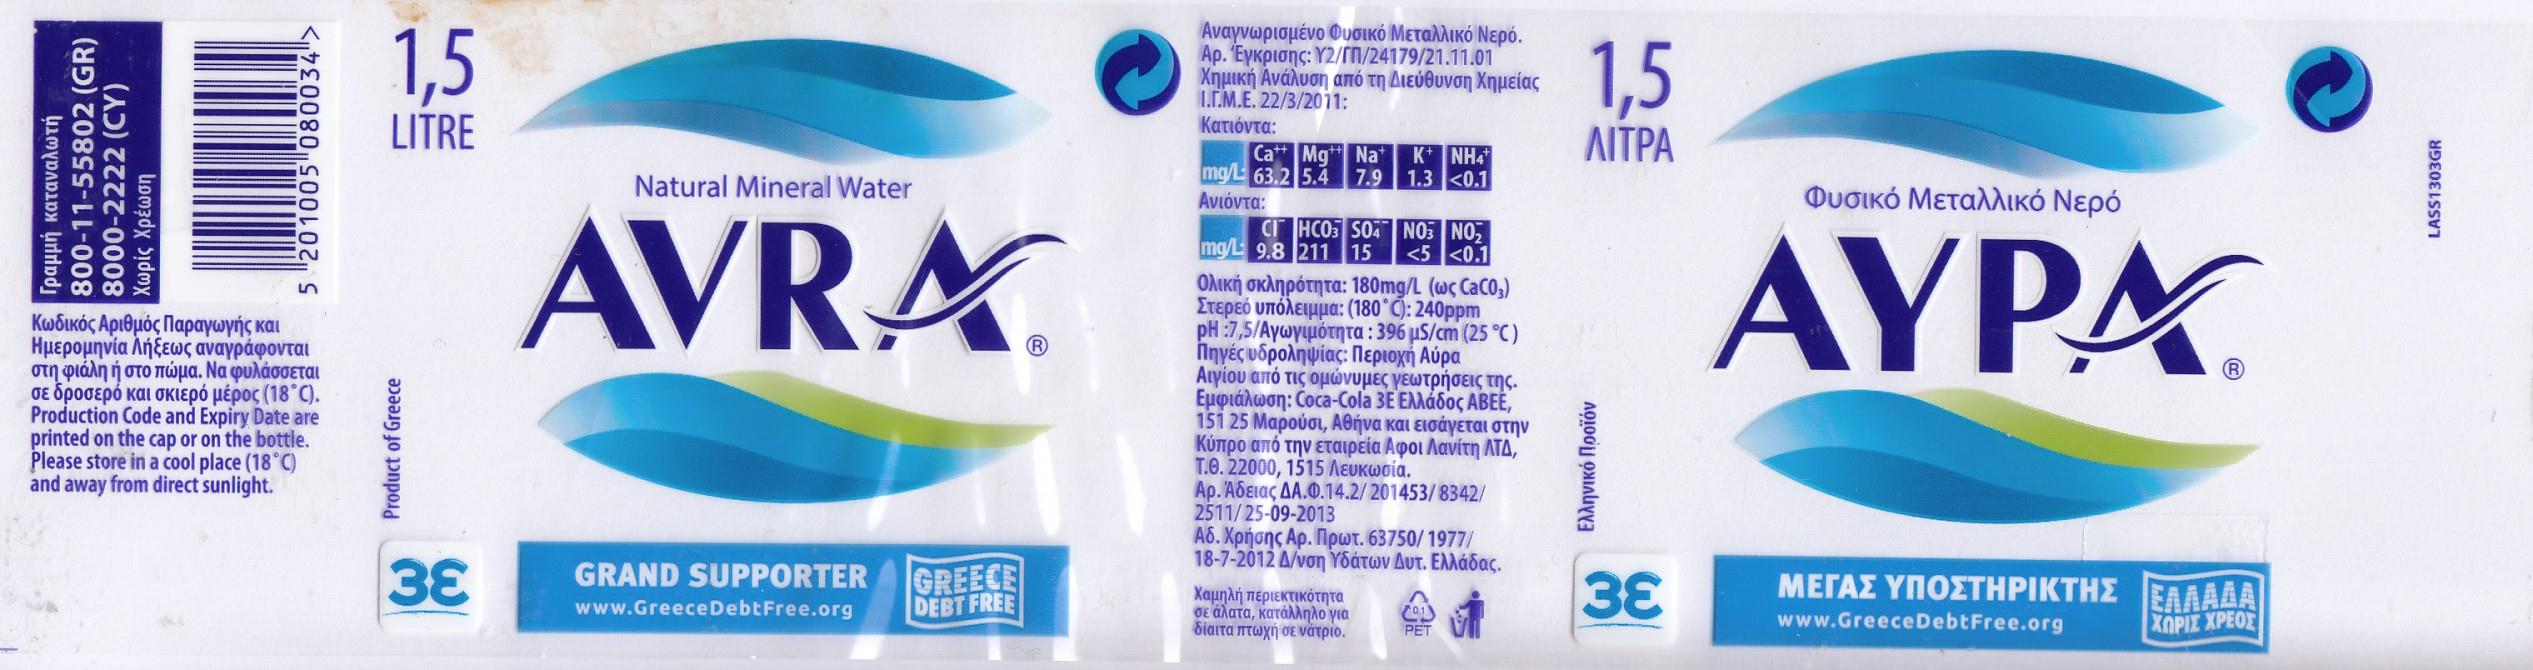 Γραμμή καταναλωτή
800-11-55802 (GR)
8000-2222 (CY)
Χωρίς Χρέωση
5 201005 080034 >
Κωδικός Αριθμός Παραγωγής και
Ημερομηνία Λήξεως αναγράφονται
στη φιάλη ή στο πώμα. Να φυλάσσεται
σε δροσερό και σκιερό μέρος (18˚C).
Production Code and Expiry Date are
printed on the cap or on the bottle.
Please store in a cool place (18˚C)
and away from direct sunlight.
1,5
LITRE
Product of Greece
3E
Natural Mineral Water
AVRA®
GRAND SUPPORTER
www.GreeceDebtFree.org
GREECE
DEBT FREE
Αναγνωρισμένο Φυσικό Μεταλλικό Νερό.
Αρ. Έγκρισης: Υ2/ΓΠ/24179/21.11.01
Χημική Ανάλυση από τη Διεύθυνση Χημείας
Ι.Γ.Μ.Ε. 22/3/2011:
Κατιόντα:
Ca++ Mg++ Na+ K+ NH4+
mg/L: 63.2 5.4 7.9 1.3 <0.1
Ανιόντα:
Cl- HCO3- SO4-- NO3- NO2-
mg/L: 9.8 211 15 <5 <0.1
Ολική σκληρότητα: 180mg/L (ως CaCO3)
Στερεό υπόλειμμα: (180˚C): 240ppm
pH :7,5/Αγωγιμότητα : 396 μS/cm (25 °C )
Πηγές υδροληψίας: Περιοχή Αύρα
Αιγίου από τις ομώνυμες γεωτρήσεις της.
Εμφιάλωση: Coca-Cola 3E Ελλάδος ΑΒΕΕ,
151 25 Μαρούσι, Αθήνα και εισάγεται στην
Κύπρο από την εταιρεία Αφοι Λανίτη ΛΤΔ,
Τ.Θ. 22000, 1515 Λευκωσία.
Αρ. Άδειας ΔΑ.Φ.14.2/ 201453/ 8342/
2511/ 25-09-2013
Αδ. Χρήσης Αρ. Πρωτ. 63750/ 1977/
18-7-2012 Δ/νση Υδάτων Δυτ. Ελλάδας.
Χαμηλή περιεκτικότητα
σε άλατα, κατάλληλο για
δίαιτα πτωχή σε νάτριο.
01
PET
1,5
ΛΙΤΡΑ
Ελληνικό Προϊόν
3E
Φυσικό Μεταλλικό Νερό
ΑΥΡΑ®
ΜΕΓΑΣ ΥΠΟΣΤΗΡΙΚΤΗΣ
www.GreeceDebtFree.org
ΕΛΛΑΔΑ
ΧΩΡΙΣ ΧΡΕΟΣ
LASS1303GR